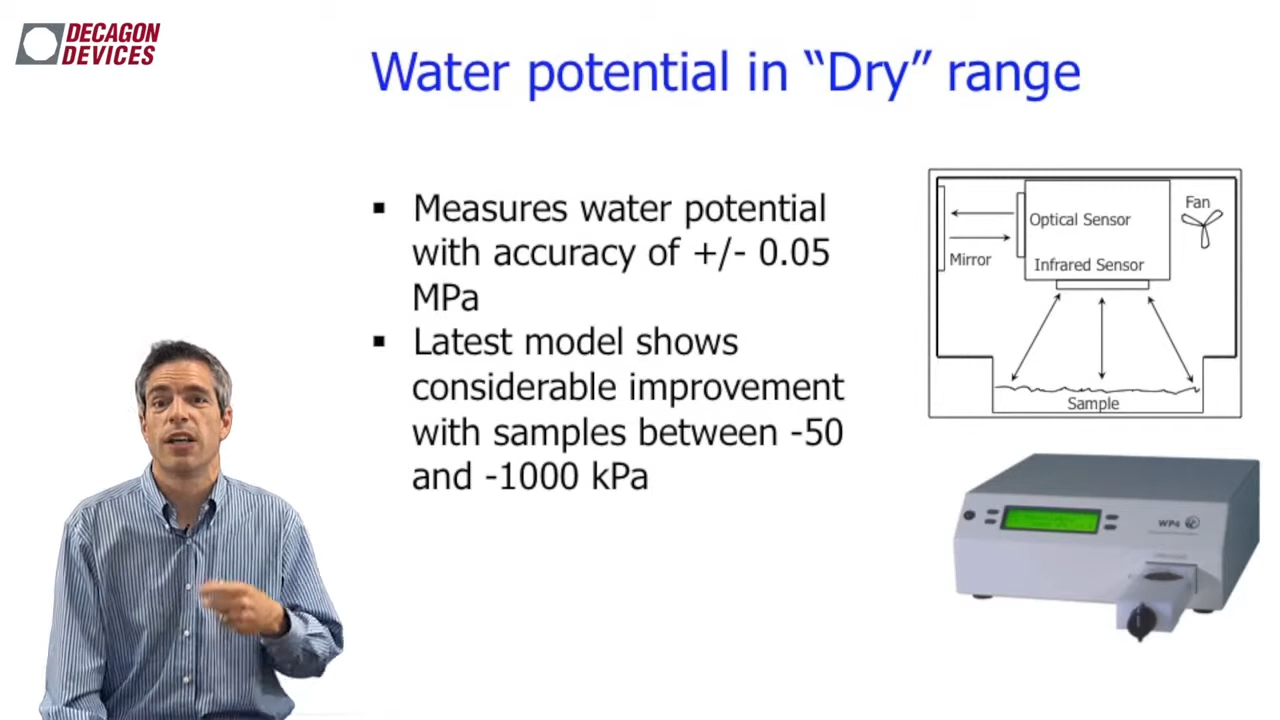 DECAGON
DEVICES
Water potential in “Dry” range
▪ Measures water potential
with accuracy of +/- 0.05
MPa
▪ Latest model shows
considerable improvement
with samples between -50
and -1000 kPa
Fan
Optical Sensor
Mirror
Infrared Sensor
Sample
WP4